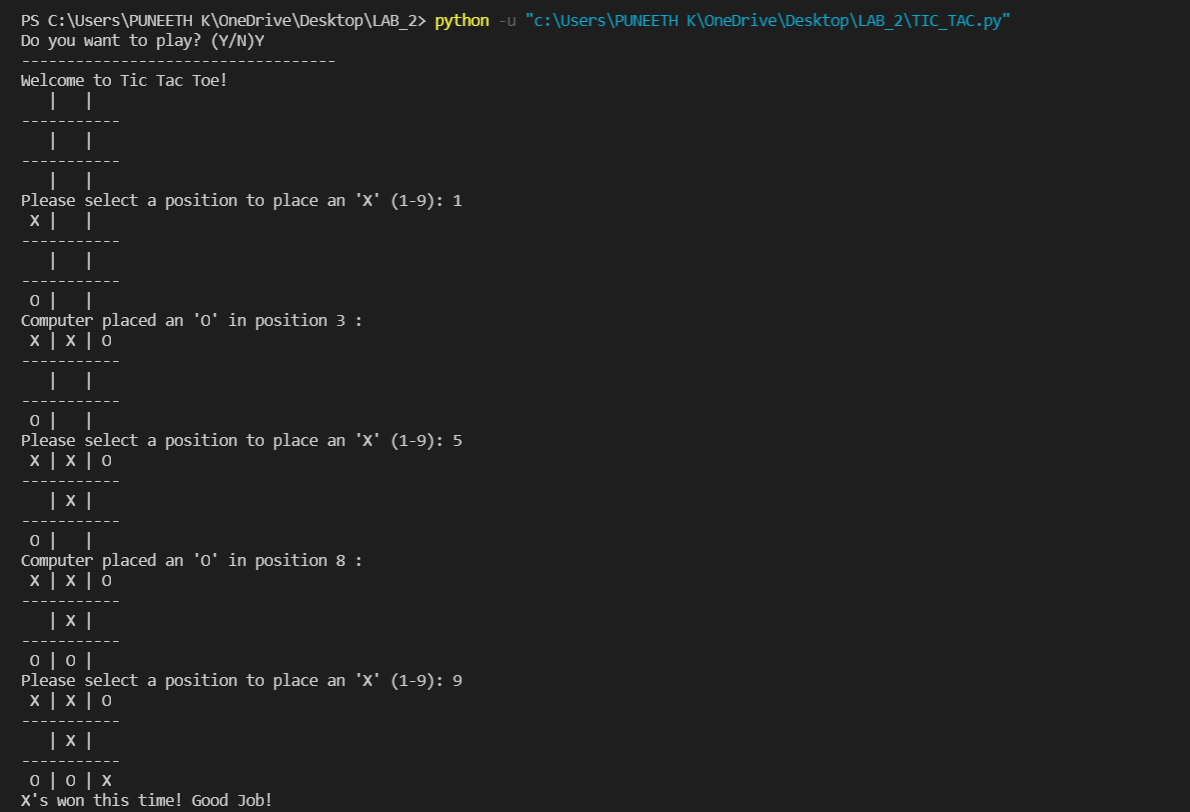 PS C:\Users\PUNEETH K\OneDrive\Desktop\LAB_2> python -u "c:\Users\PUNEETH K\OneDrive\Desktop\LAB_2\TIC_TAC.py"
Do you want to play? (Y/N)Y
-----------------------------------
Welcome to Tic Tac Toe!
   |   |
-----------
   |   |
-----------
   |   |
Please select a position to place an 'X' (1-9): 1
 X |   |
-----------
   |   |
-----------
 O |   |
Computer placed an 'O' in position 3 :
 X | X | O
-----------
   |   |
-----------
 O |   |
Please select a position to place an 'X' (1-9): 5
 X | X | O
-----------
   | X |
-----------
 O |   |
Computer placed an 'O' in position 8 :
 X | X | O
-----------
   | X |
-----------
 O | O |
Please select a position to place an 'X' (1-9): 9
 X | X | O
-----------
   | X |
-----------
 O | O | X
X's won this time! Good Job!